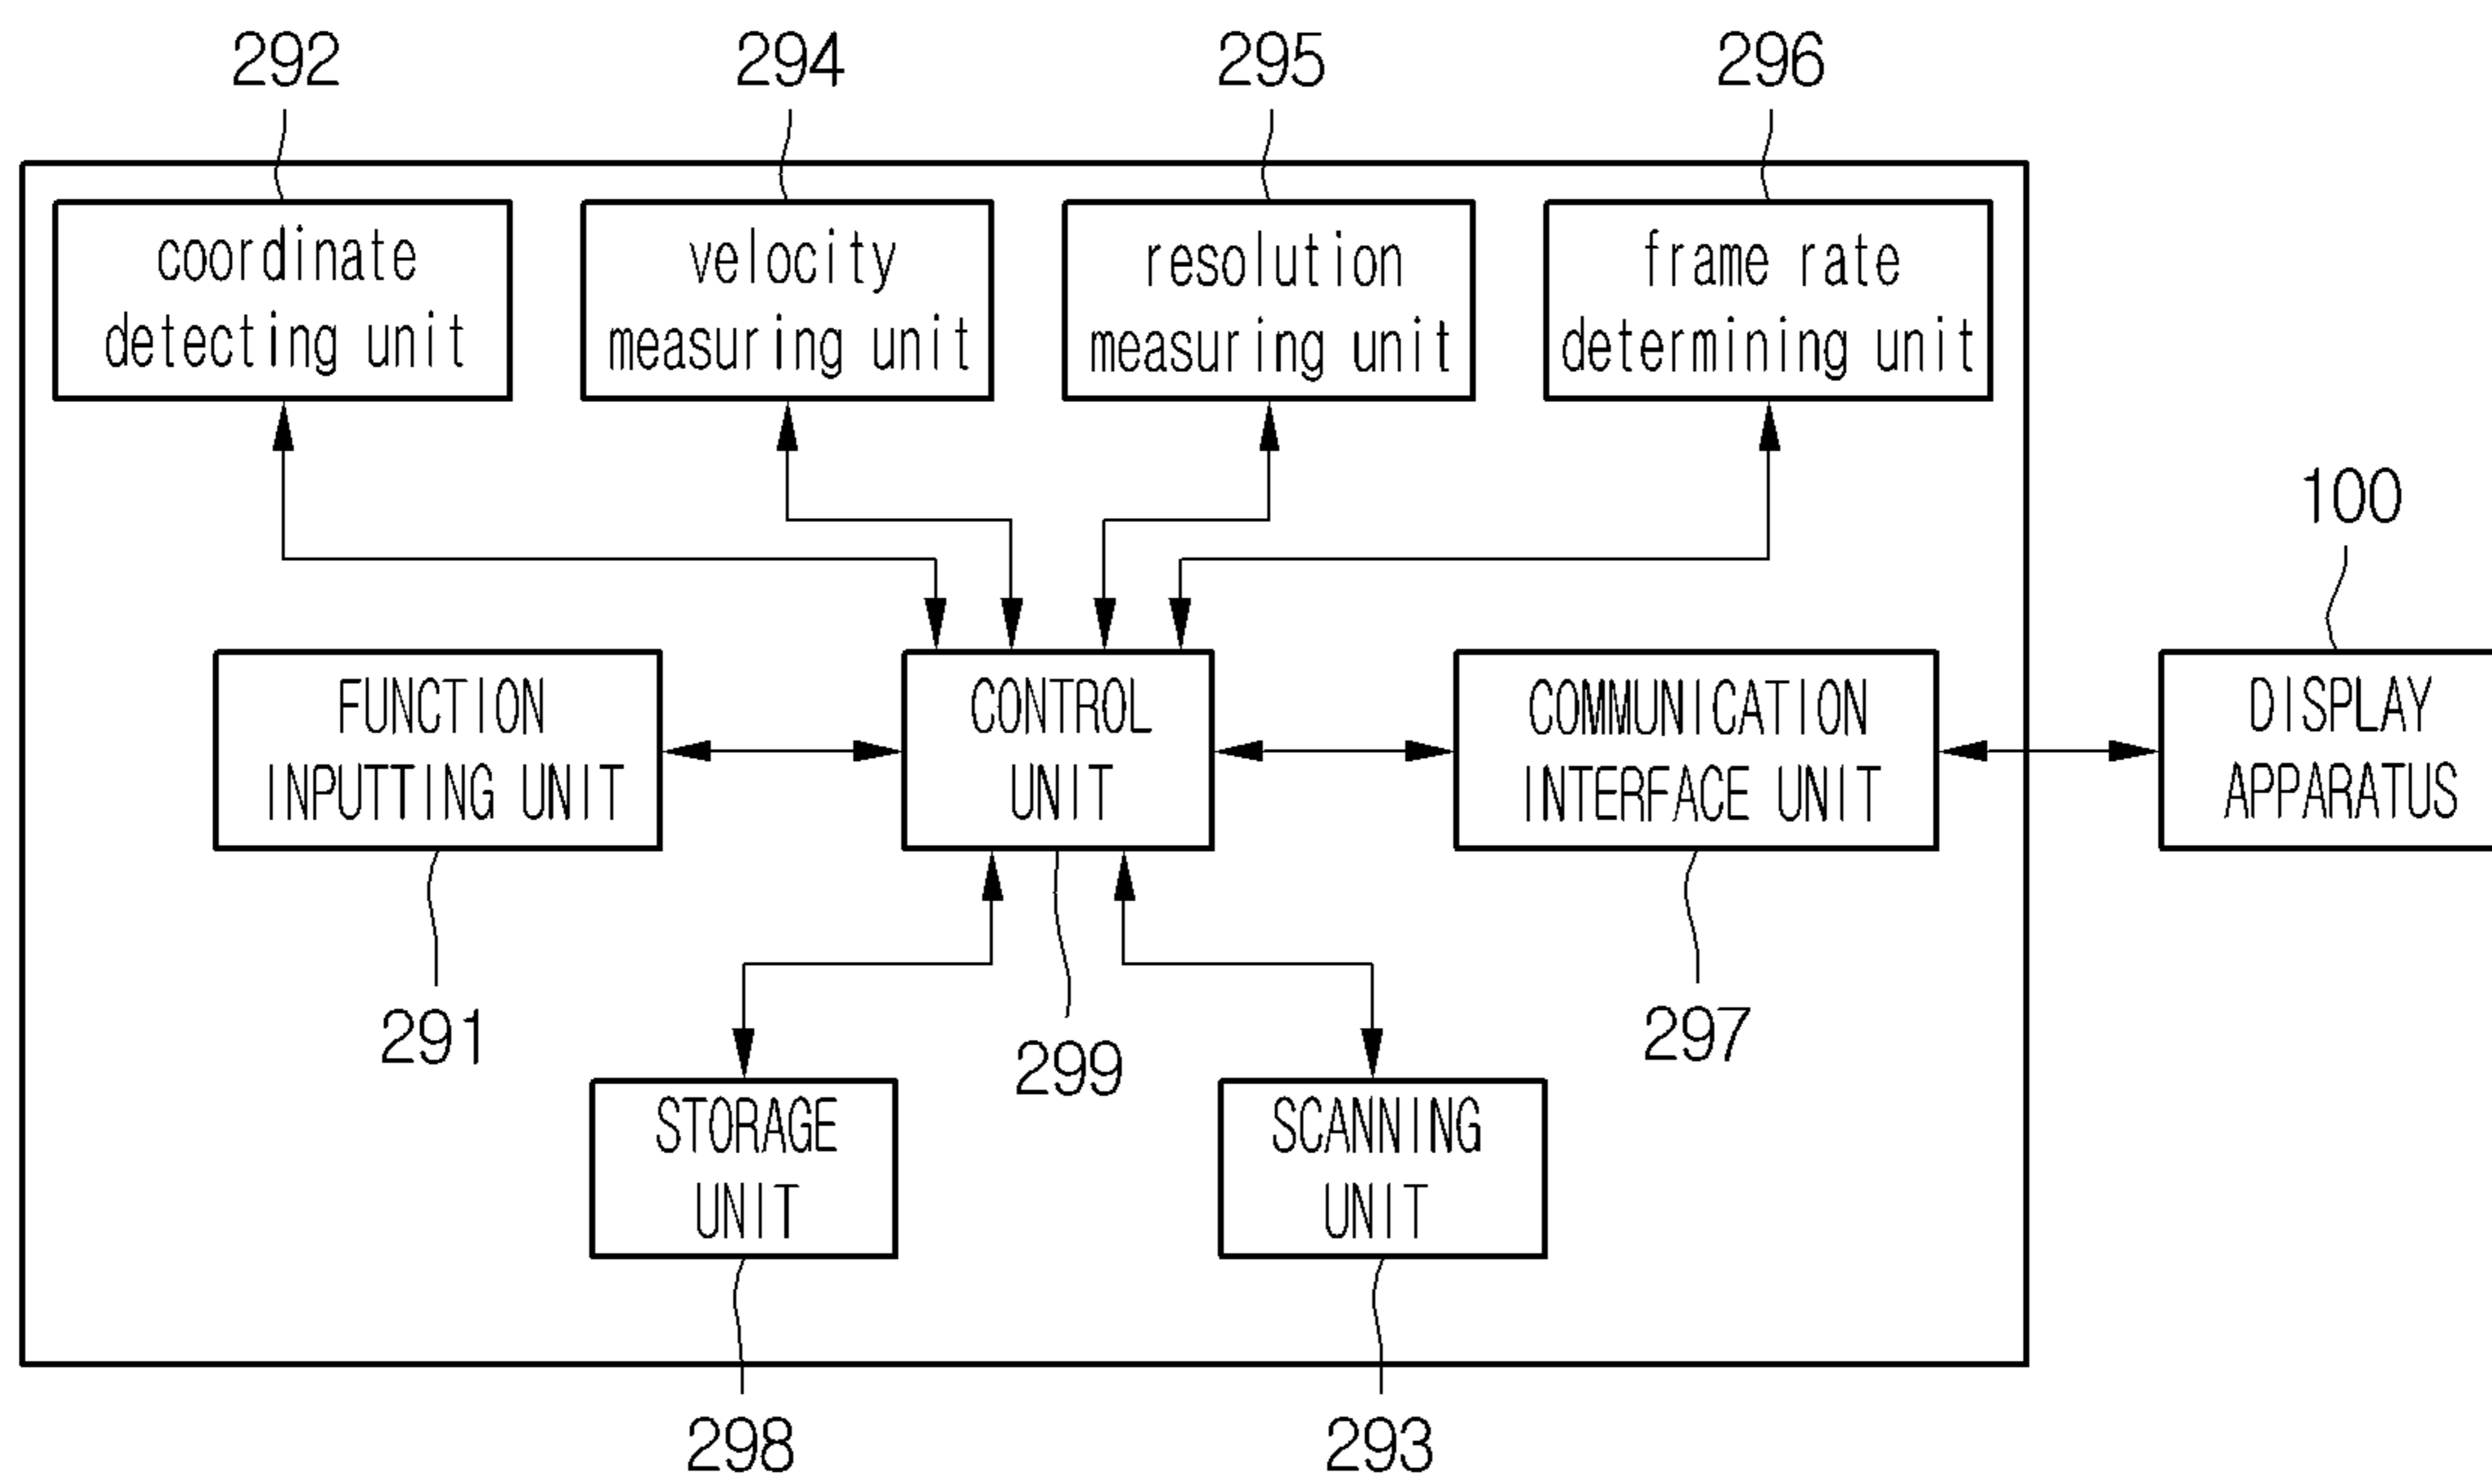 292
294
295
296
coordinate
detecting unit
velocity
measuring unit
resolution
measuring unit
frame rate
determining unit
100
FUNCTION
INPUTTING UNIT
CONTROL
UNIT
COMMUNICATION
INTERFACE UNIT
DISPLAY
APPARATUS
291
299
297
STORAGE
UNIT
SCANNING
UNIT
298
293